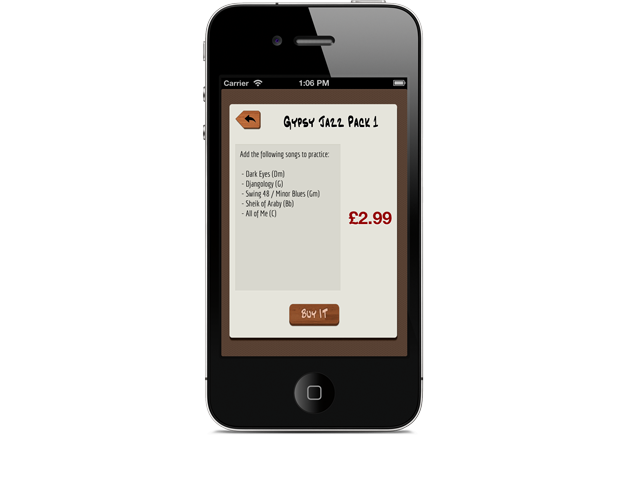 Carrier 1:06 PM
Gypsy Jazz Pack 1
Add the following songs to practice:
- Dark Eyes (Dm)
- Djangology (G)
- Swing 48 / Minor Blues (Gm)
- Sheik of Araby (Bb)
- All of Me (C)
£2.99
Buy It